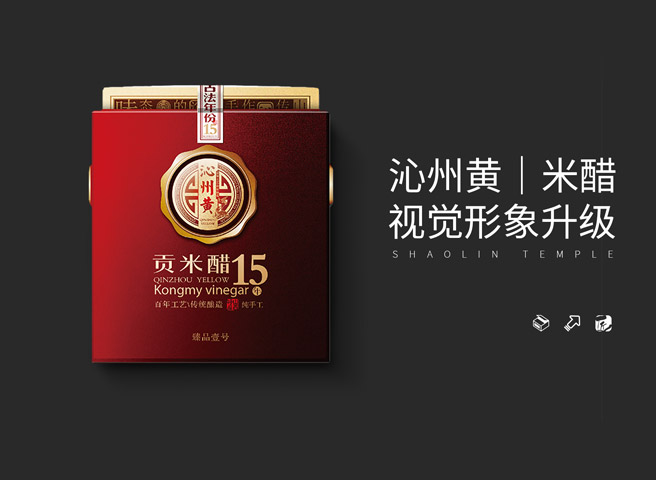 古法年份
15
沁州黄
贡米醋15年
QINZHOU YELLOW
Kongmy vinegar
百年工艺\传统酿造 纯手工
臻品壹号
沁州黄｜米醋
视觉形象升级
SHAOLIN TEMPLE